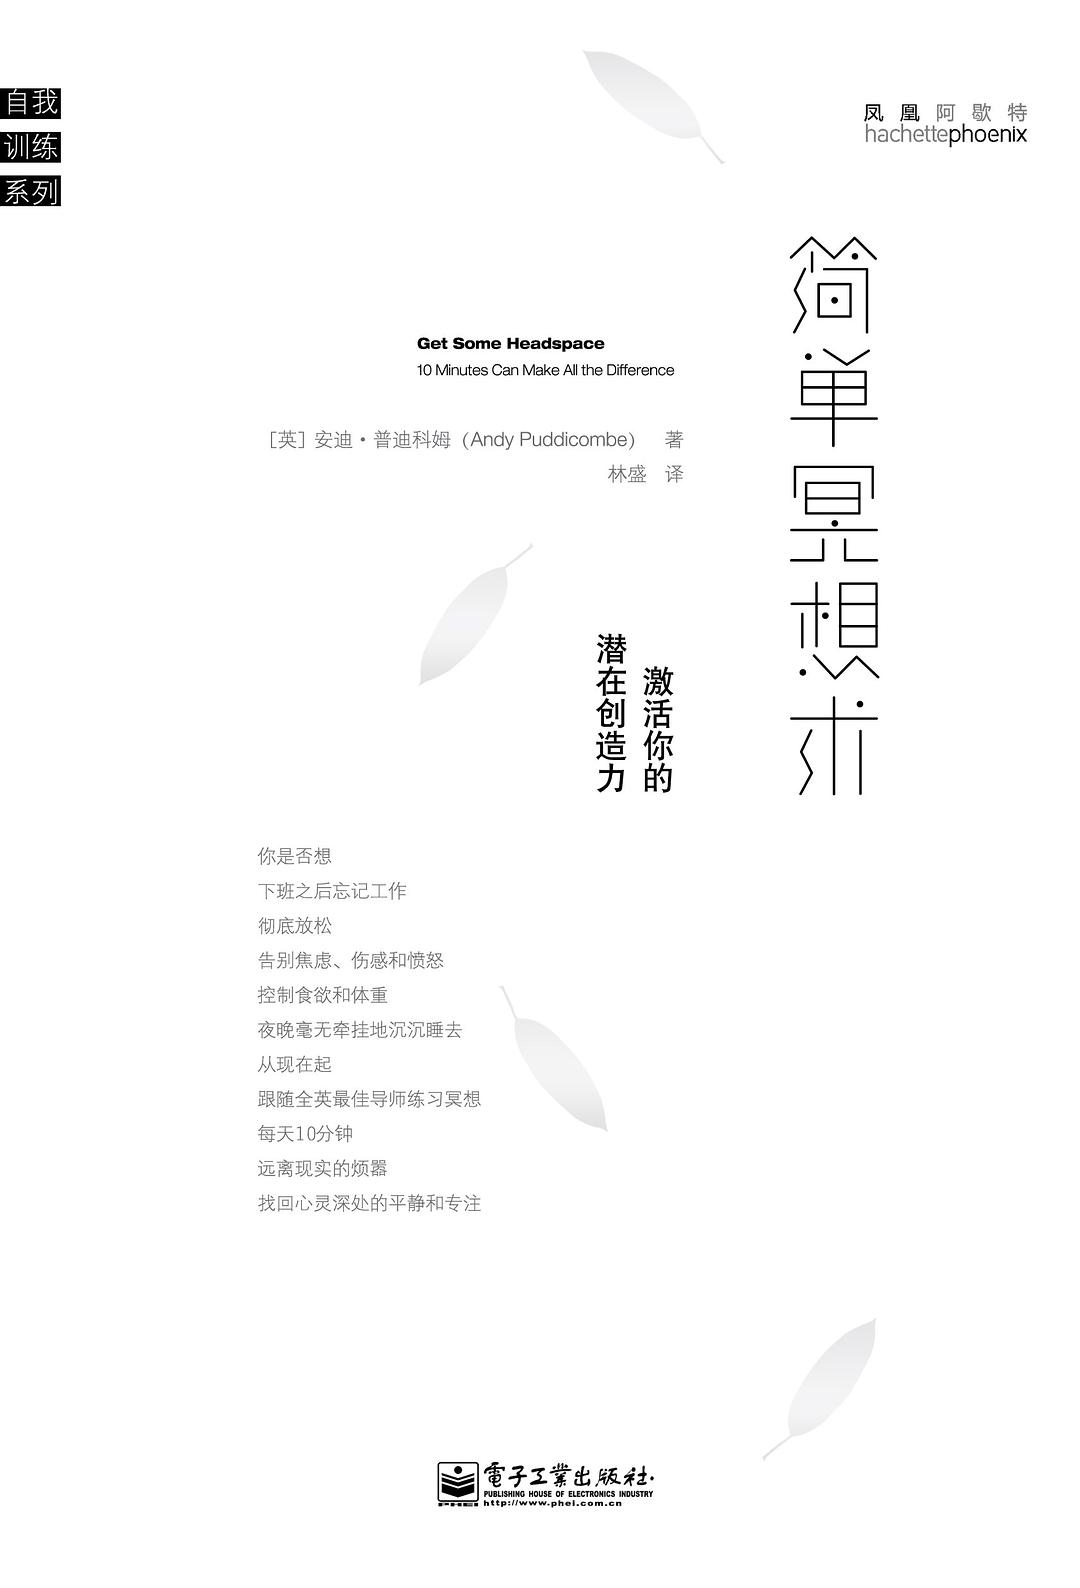 自我
训练
系列
凤凰阿歇特
hachettephoenix
简单冥想术
Get Some Headspace
10 Minutes Can Make All the Difference
[英] 安迪·普迪科姆 (Andy Puddicombe) 著
林盛 译
激活你的
潜在创造力
你是否想
下班之后忘记工作
彻底放松
告别焦虑、伤感和愤怒
控制食欲和体重
夜晚毫无牵挂地沉沉睡去
从现在起
跟随全英最佳导师练习冥想
每天10分钟
远离现实的烦嚣
找回心灵深处的平静和专注
電子工業出版社·
PUBLISHING HOUSE OF ELECTRONICS INDUSTRY
PHEI http://www.phei.com.cn